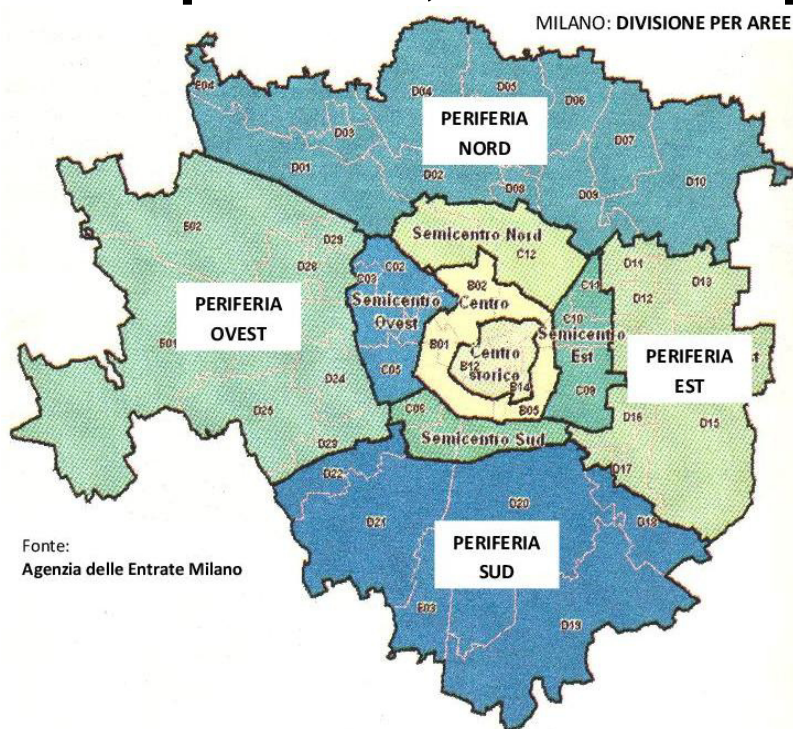 MILANO: DIVISIONE PER AREE
E04
D04
D05
D06
D03
D07
PERIFERIA
NORD
D01
D02
D08
D09
D10
E02
D29
D28
Semicentro Nord
C12
C02
C03
B02
Centro
C11
D11
D13
D12
PERIFERIA
OVEST
Semicentro
Ovest
C10
Semicentro
Est
B01
Centro
storico
B12
B14
PERIFERIA
EST
E01
C05
D24
C09
B05
D25
C06
D16
D15
D23
Semicentro Sud
D17
D22
D21
D20
D18
Fonte:
Agenzia delle Entrate Milano
PERIFERIA
SUD
E03
D19